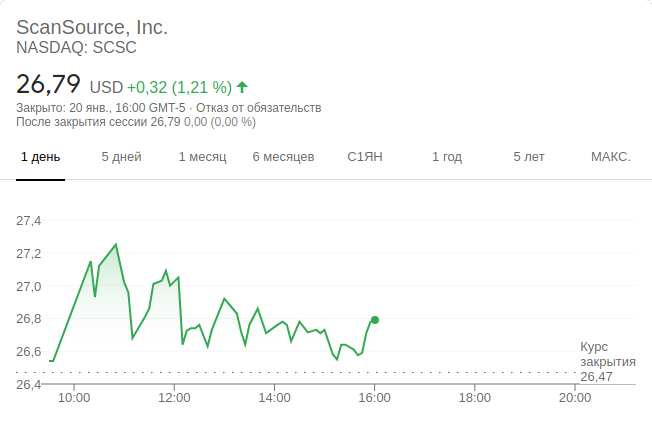 ScanSource, Inc.
NASDAQ: SCSC
26,79 USD +0,32 (1,21 %)
Закрыто: 20 янв., 16:00 GMT-5 · Отказ от обязательств
После закрытия сессии 26,79 0,00 (0,00 %)
1 день 5 дней 1 месяц 6 месяцев С1ЯН 1 год 5 лет МАКС.
27,4
27,2
27,0
26,8
26,6
26,4
Курс
закрытия
26,47
10:00 12:00 14:00 16:00 18:00 20:00